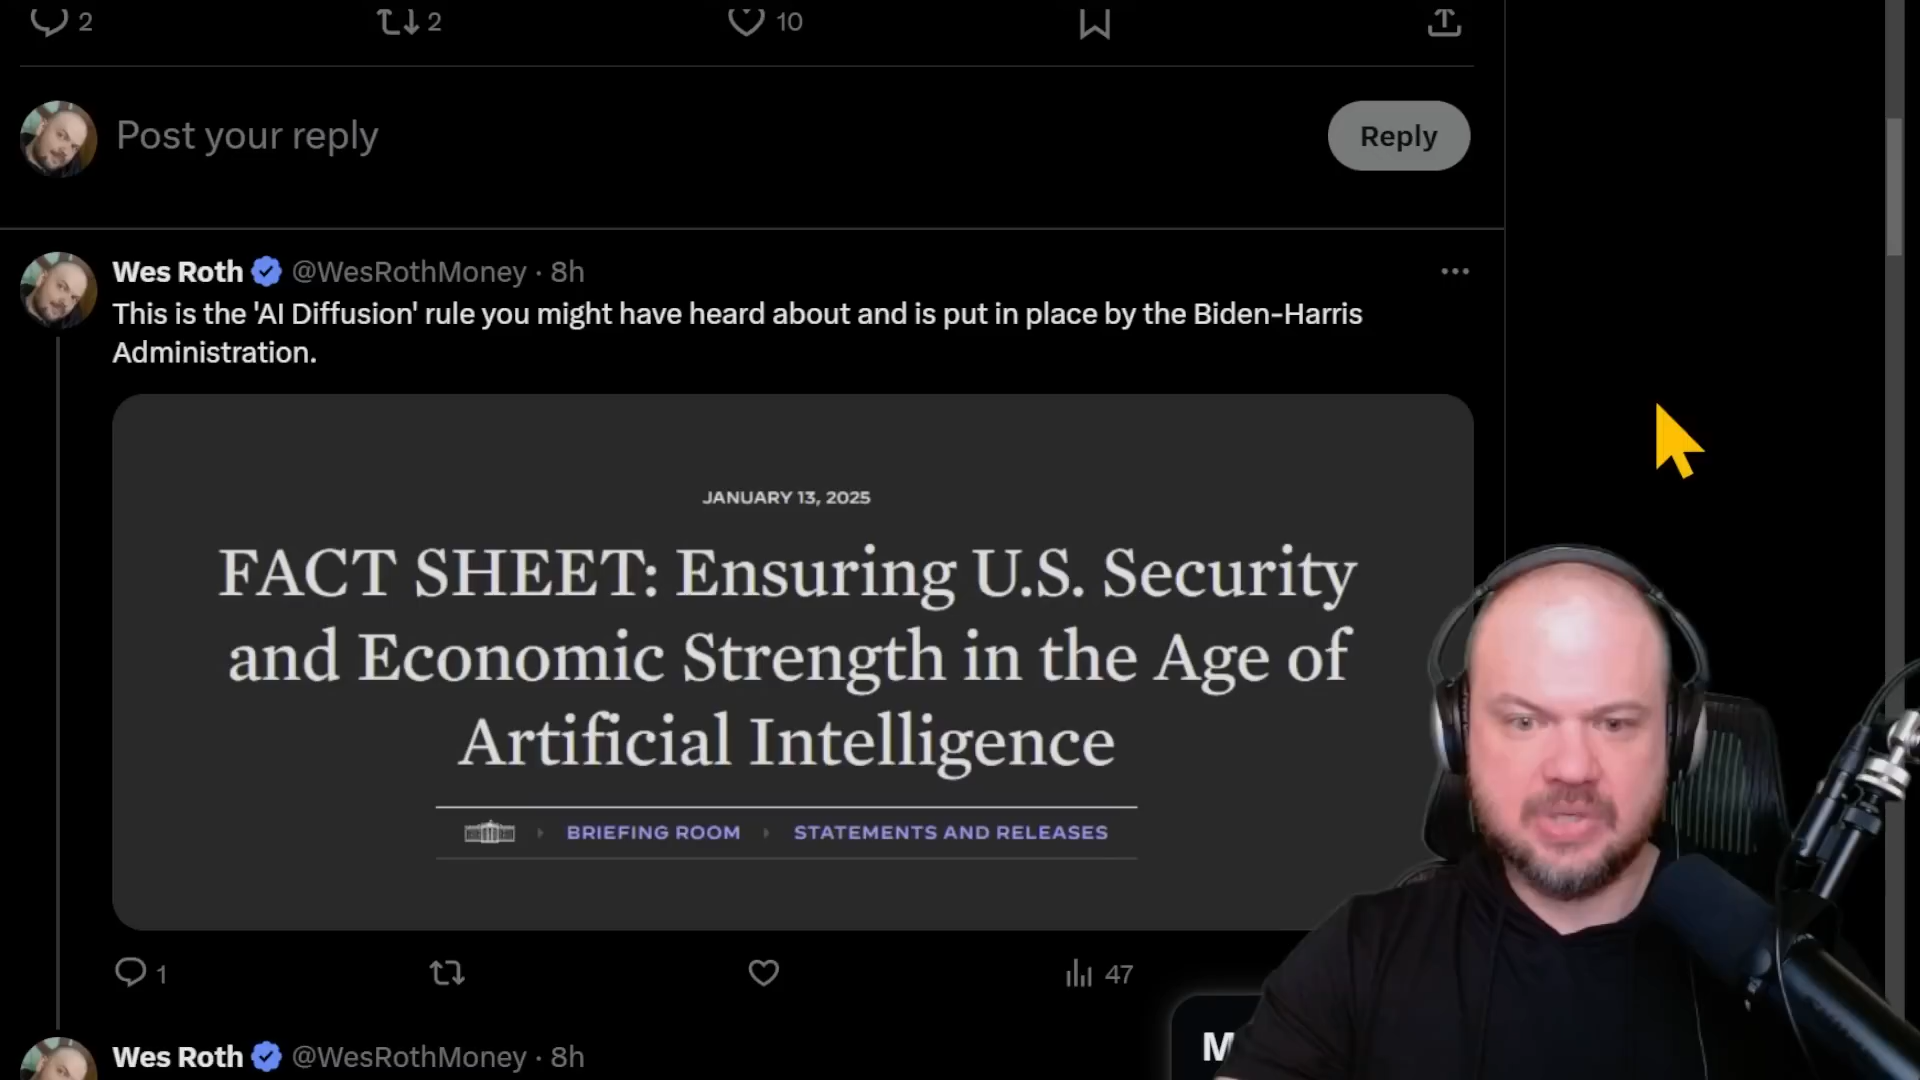 2
2
10
Post your reply
Reply
Wes Roth @WesRothMoney · 8h
This is the 'AI Diffusion' rule you might have heard about and is put in place by the Biden-Harris
Administration.
JANUARY 13, 2025
FACT SHEET: Ensuring U.S. Security
and Economic Strength in the Age of
Artificial Intelligence
BRIEFING ROOM
STATEMENTS AND RELEASES
1
47
Wes Roth @WesRothMoney · 8h